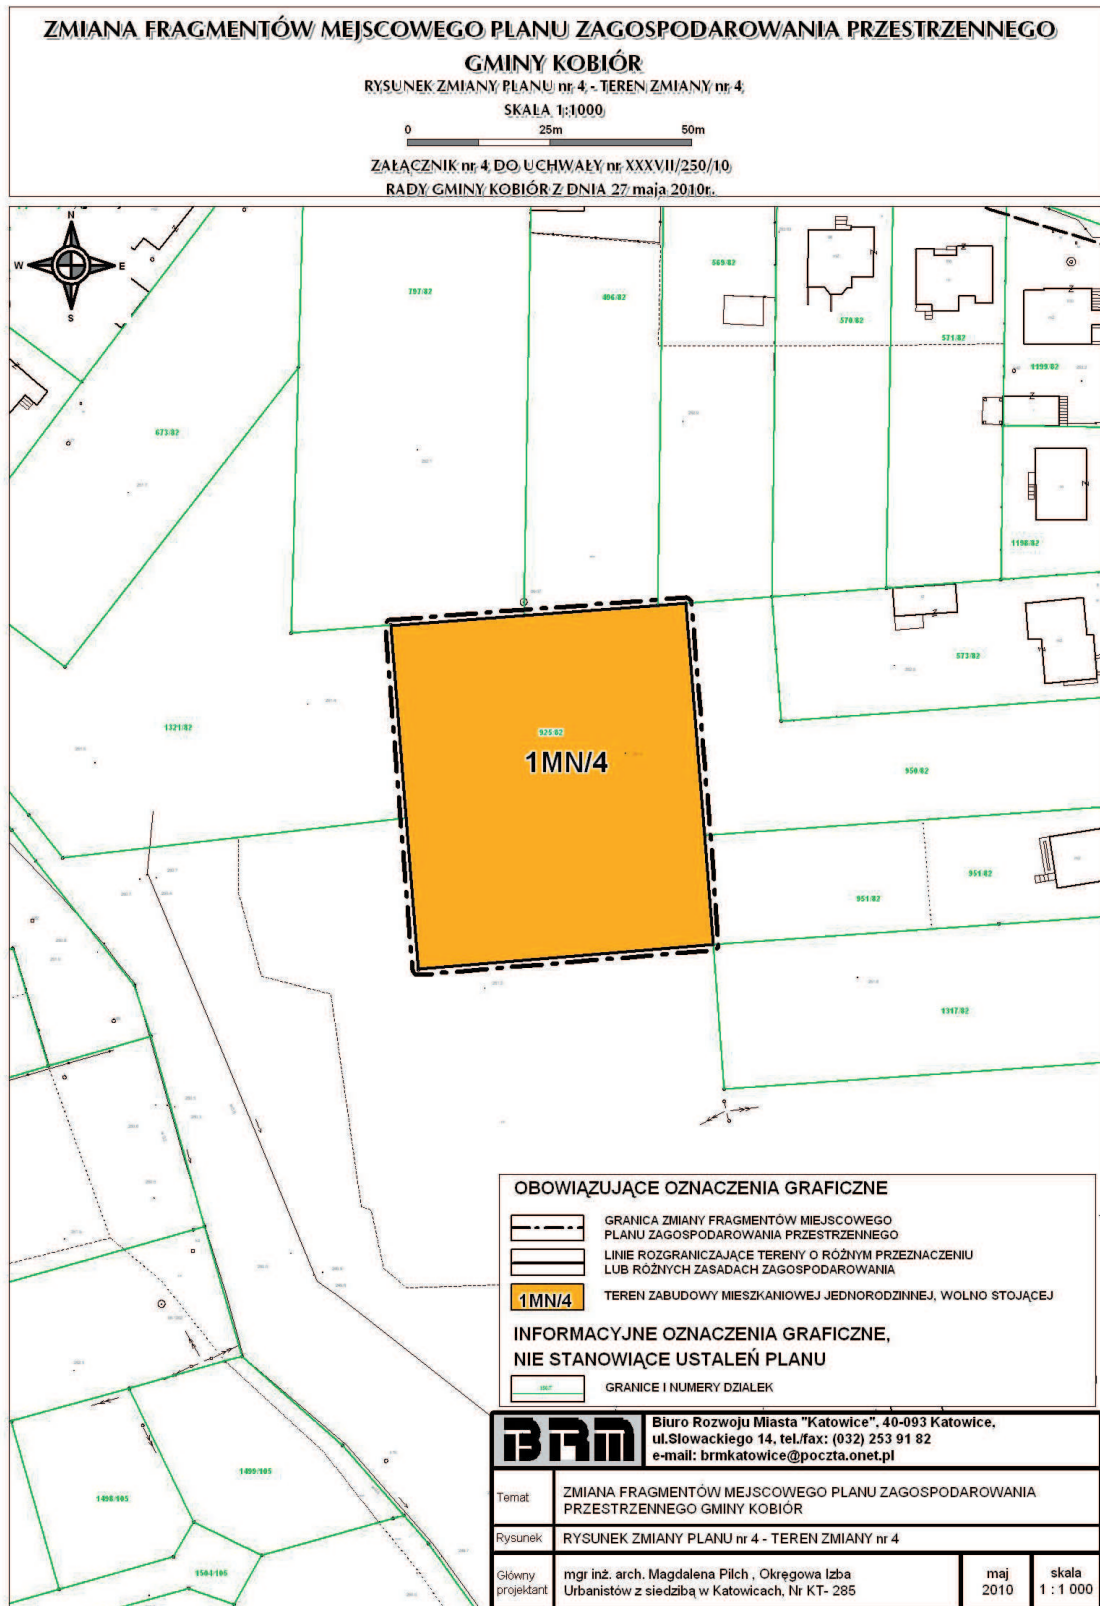 ZMIANA FRAGMENTÓW MEJSCOWEGO PLANU ZAGOSPODAROWANIA PRZESTRZENNEGO
GMINY KOBIÓR
RYSUNEK ZMIANY PLANU nr 4 - TEREN ZMIANY nr 4
SKALA 1:1000
0 25m 50m
ZAŁĄCZNIK nr 4 DO UCHWAŁY nr XXXVII/250/10
RADY GMINY KOBIÓR Z DNIA 27 maja 2010r.
N
W E
S
797/82
496/82
569/82
570/82
571/82
1199/82
673/82
1198/82
573/82
1321/82
925/82
1MN/4
950/82
951/82
951/82
1317/82
1499/105
1498/105
1504/105
OBOWIĄZUJĄCE OZNACZENIA GRAFICZNE
GRANICA ZMIANY FRAGMENTÓW MIEJSCOWEGO
PLANU ZAGOSPODAROWANIA PRZESTRZENNEGO
LINIE ROZGRANICZAJĄCE TERENY O RÓŻNYM PRZEZNACZENIU
LUB RÓŻNYCH ZASADACH ZAGOSPODAROWANIA
1MN/4 TEREN ZABUDOWY MIESZKANIOWEJ JEDNORODZINNEJ, WOLNO STOJĄCEJ
INFORMACYJNE OZNACZENIA GRAFICZNE,
NIE STANOWIĄCE USTALEŃ PLANU
GRANICE I NUMERY DZIALEK
BRM
Biuro Rozwoju Miasta "Katowice", 40-093 Katowice,
ul.Slowackiego 14, tel./fax: (032) 253 91 82
e-mail: brmkatowice@poczta.onet.pl
Temat
ZMIANA FRAGMENTÓW MEJSCOWEGO PLANU ZAGOSPODAROWANIA
PRZESTRZENNEGO GMINY KOBIÓR
Rysunek
RYSUNEK ZMIANY PLANU nr 4 - TEREN ZMIANY nr 4
Główny
projektant
mgr inż. arch. Magdalena Pilch , Okręgowa Izba
Urbanistów z siedzibą w Katowicach, Nr KT- 285
maj
2010
skala
1 : 1 000